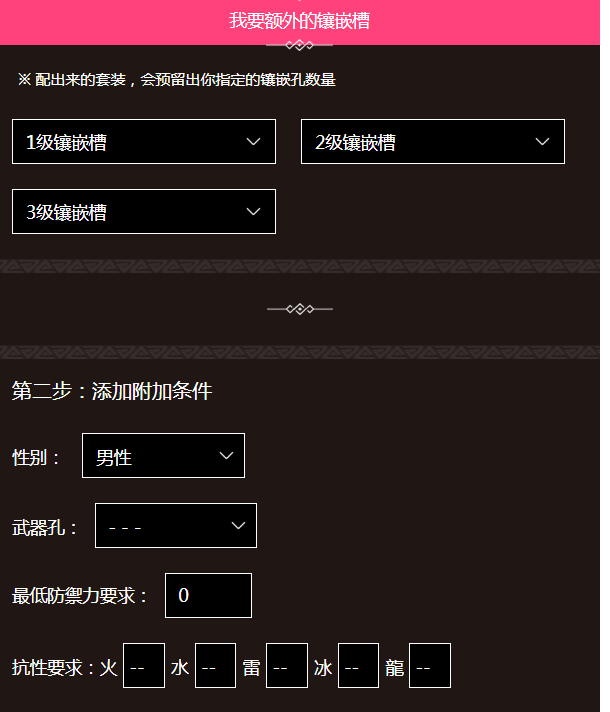 我要额外的镶嵌槽
※ 配出来的套装，会预留出你指定的镶嵌孔数量
1级镶嵌槽 2级镶嵌槽
3级镶嵌槽
第二步：添加附加条件
性别： 男性
武器孔： - - -
最低防禦力要求： 0
抗性要求：火 -- 水 -- 雷 -- 冰 -- 龍 --